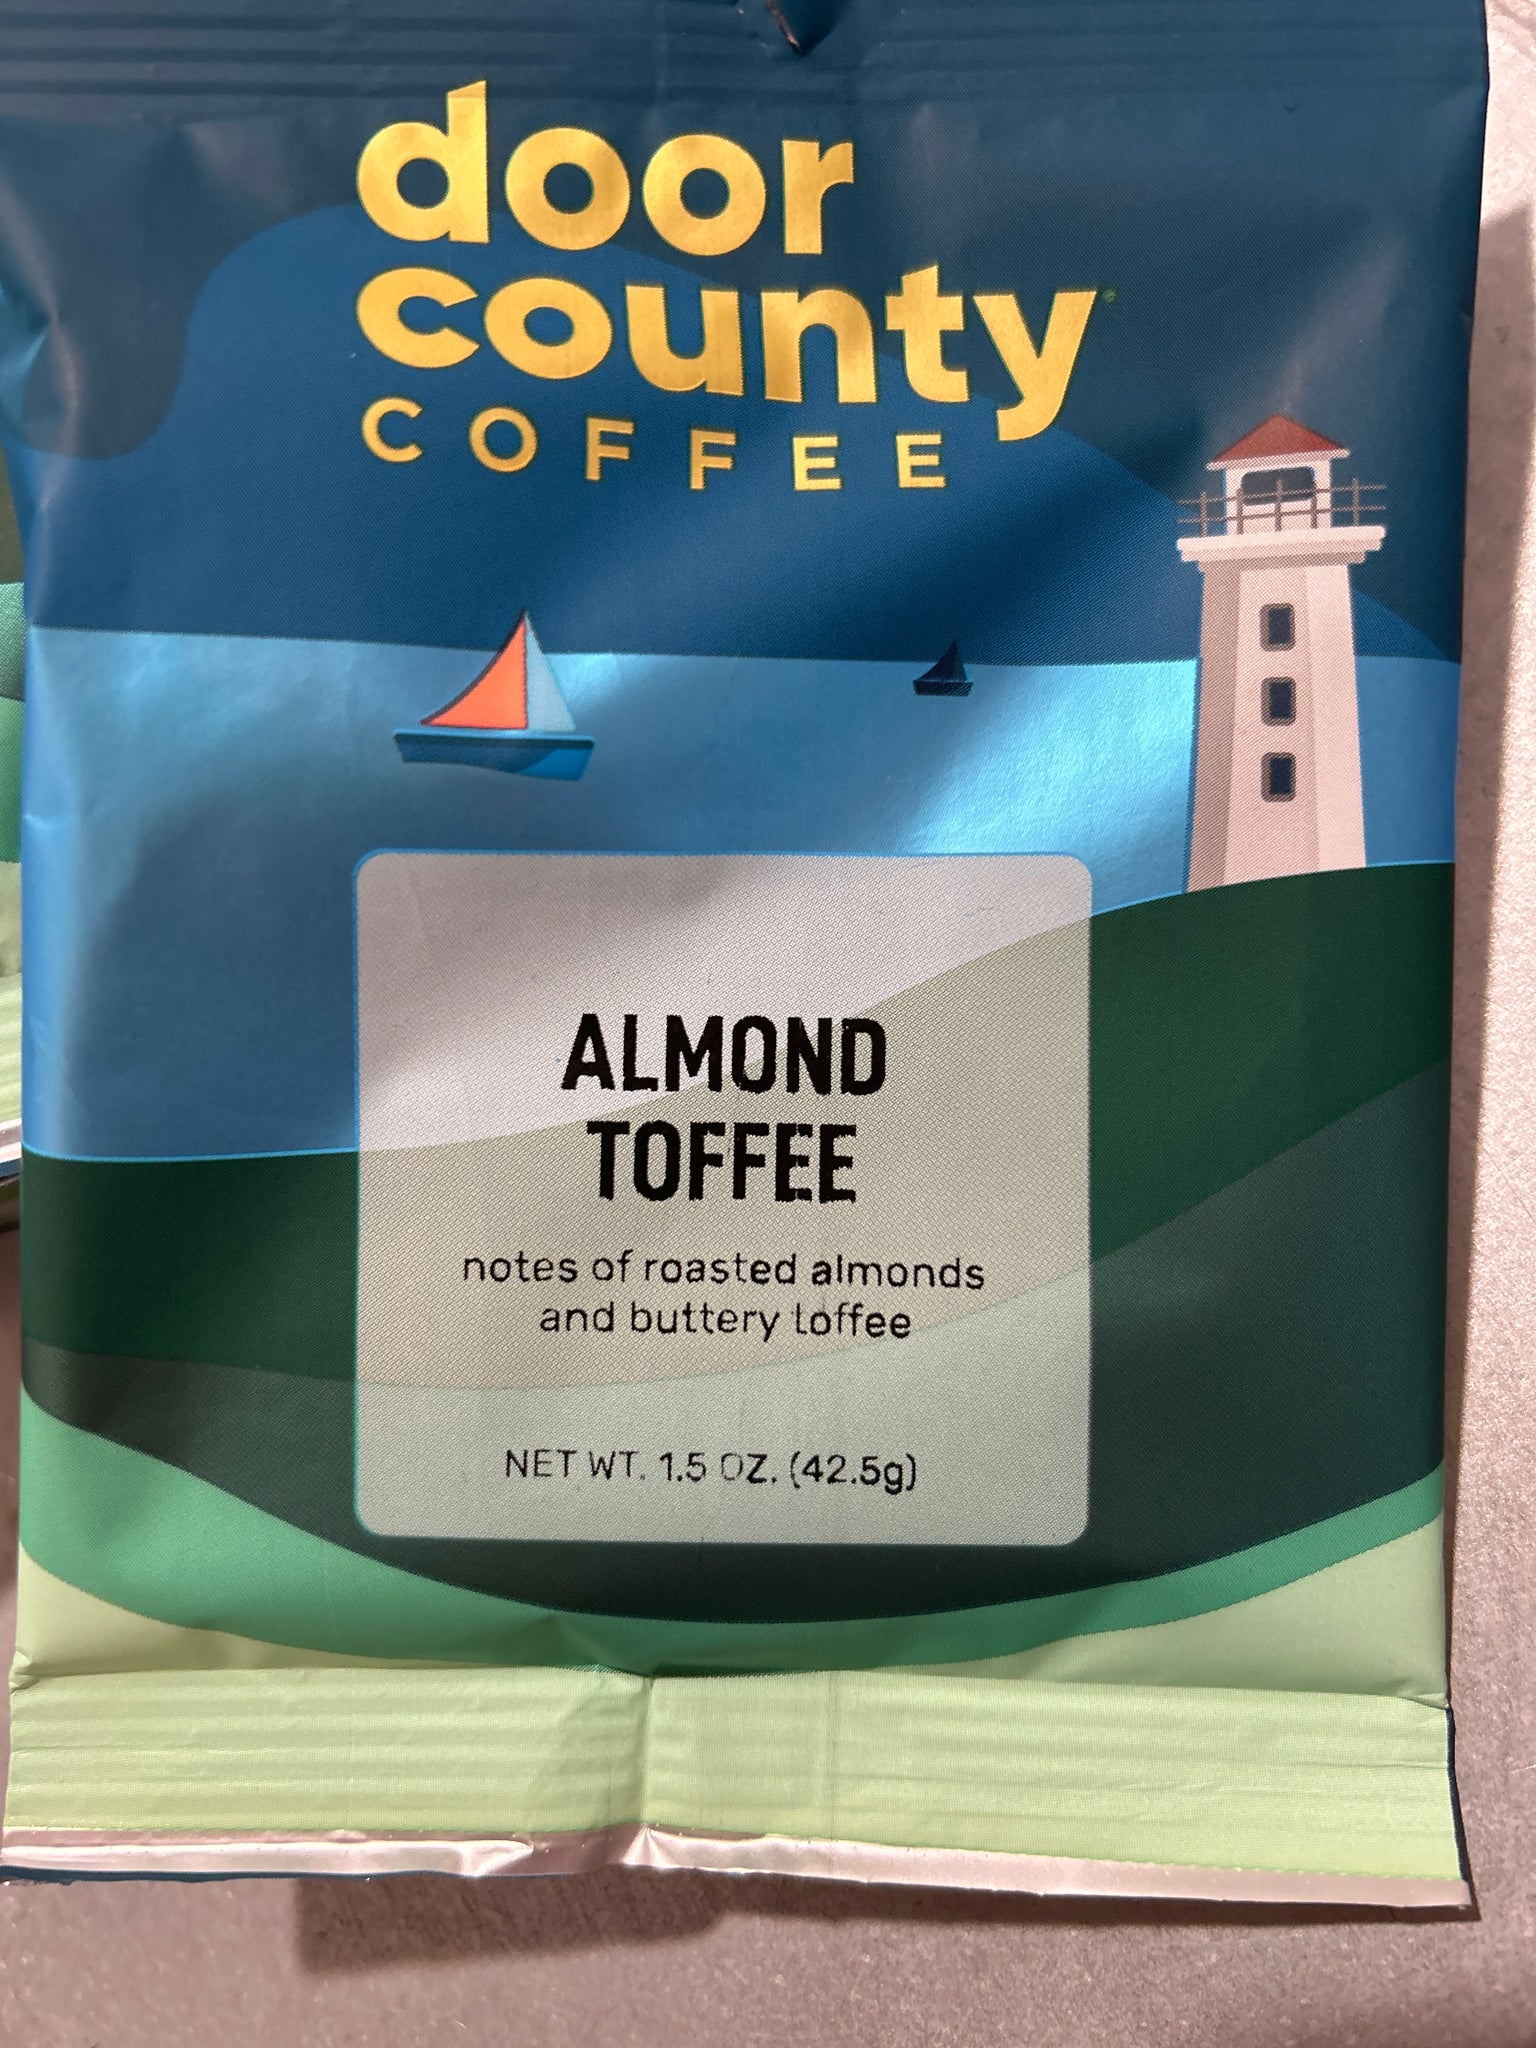 door
county
COFFEE
ALMOND
TOFFEE
notes of roasted almonds
and buttery toffee
NET WT. 1.5 OZ. (42.5g)